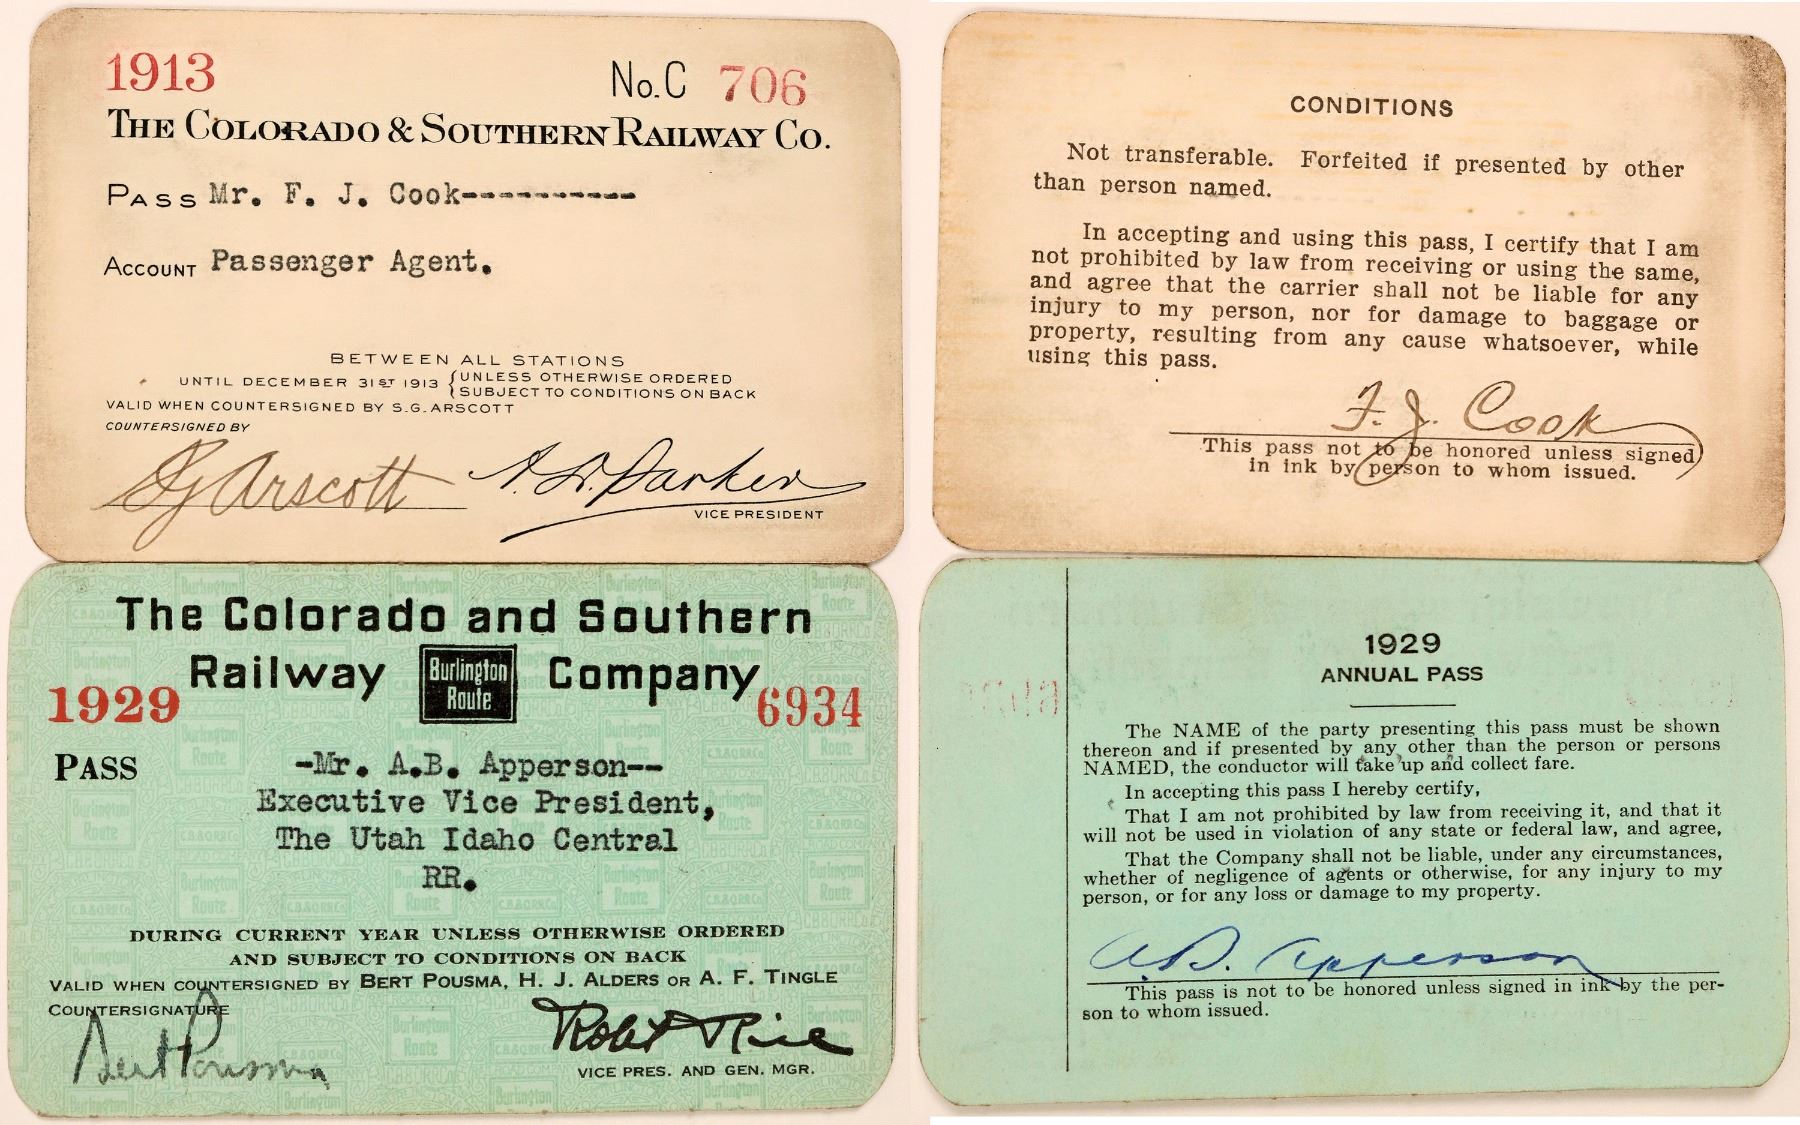 1913
No. C 706
THE COLORADO & SOUTHERN RAILWAY CO.
PASS Mr. F. J. Cook----------
ACCOUNT Passenger Agent.
BETWEEN ALL STATIONS
UNTIL DECEMBER 31ST 1913 { UNLESS OTHERWISE ORDERED
SUBJECT TO CONDITIONS ON BACK
VALID WHEN COUNTERSIGNED BY S.G. ARSCOTT
COUNTERSIGNED BY
S G Arscott
A. D. Parker
VICE PRESIDENT
CONDITIONS
Not transferable. Forfeited if presented by other
than person named.
In accepting and using this pass, I certify that I am
not prohibited by law from receiving or using the same,
and agree that the carrier shall not be liable for any
injury to my person, nor for damage to baggage or
property, resulting from any cause whatsoever, while
using this pass.
F. J. Cook
This pass not to be honored unless signed
in ink by person to whom issued.
The Colorado and Southern
Railway Burlington Route Company
1929
6934
PASS
-Mr. A.B. Apperson--
Executive Vice President,
The Utah Idaho Central
RR.
DURING CURRENT YEAR UNLESS OTHERWISE ORDERED
AND SUBJECT TO CONDITIONS ON BACK
VALID WHEN COUNTERSIGNED BY BERT POUSMA, H. J. ALDERS OR A. F. TINGLE
COUNTERSIGNATURE
Bert Pousma
Robt Rice
VICE PRES. AND GEN. MGR.
1929
ANNUAL PASS
The NAME of the party presenting this pass must be shown
thereon and if presented by any other than the person or persons
NAMED, the conductor will take up and collect fare.
In accepting this pass I hereby certify,
That I am not prohibited by law from receiving it, and that it
will not be used in violation of any state or federal law, and agree,
That the Company shall not be liable, under any circumstances,
whether of negligence of agents or otherwise, for any injury to my
person, or for any loss or damage to my property.
A.B. Apperson
This pass is not to be honored unless signed in ink by the per-
son to whom issued.